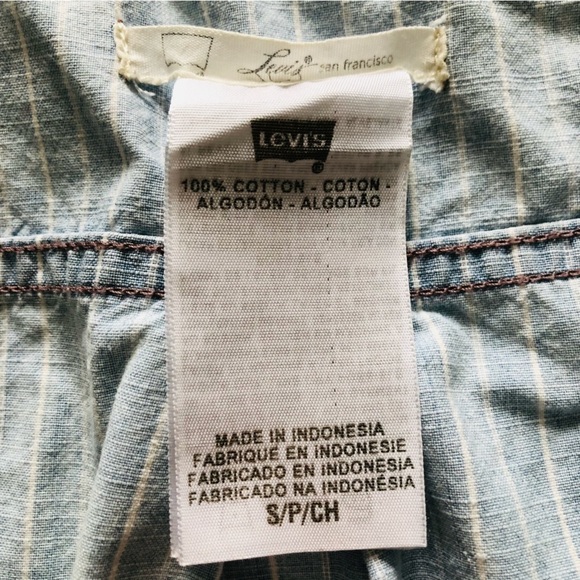 Levi's® san francisco
LEVI'S
®
100% COTTON - COTON -
ALGODÓN - ALGODÃO
MADE IN INDONESIA
FABRIQUÉ EN INDONESIE
FABRICADO EN INDONESIA
FABRICADO NA INDONÉSIA
S/P/CH